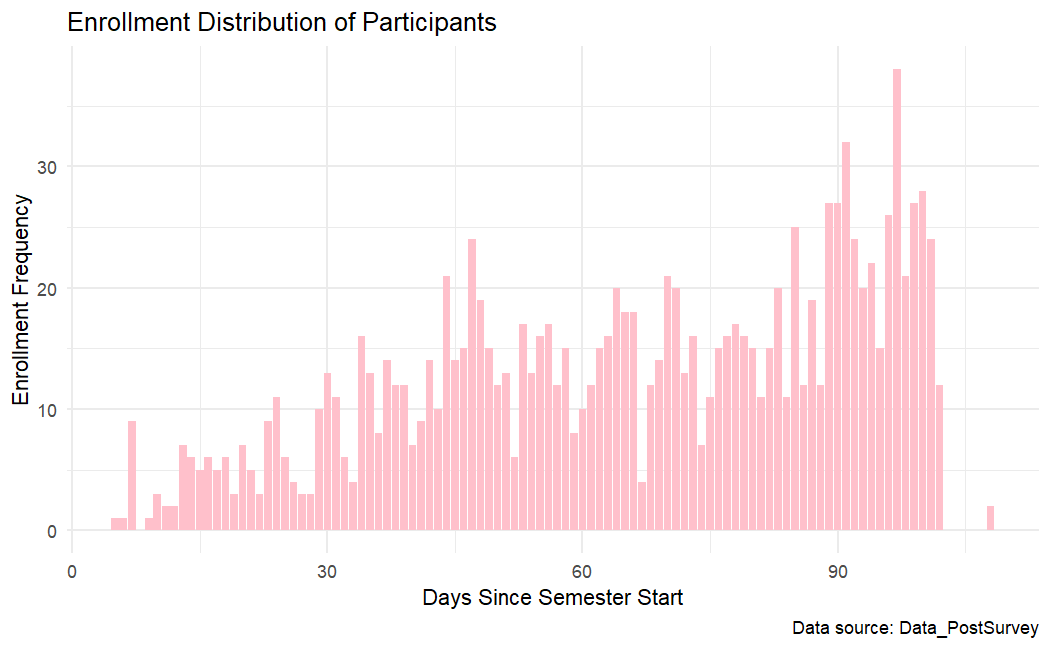 Enrollment Distribution of Participants
Enrollment Frequency
30
20
10
0
0 30 60 90
Days Since Semester Start
Data source: Data_PostSurvey